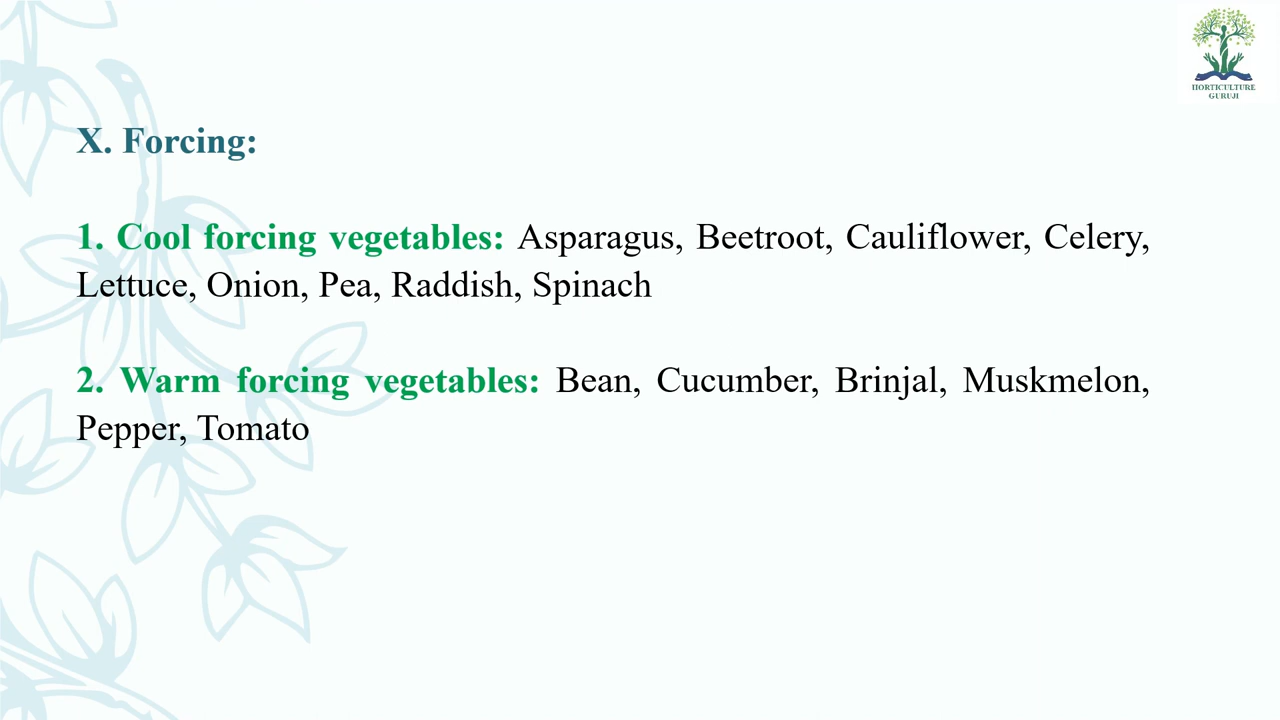 HORTICULTURE
GURUJI
X. Forcing:
1. Cool forcing vegetables: Asparagus, Beetroot, Cauliflower, Celery,
Lettuce, Onion, Pea, Raddish, Spinach
2. Warm forcing vegetables: Bean, Cucumber, Brinjal, Muskmelon,
Pepper, Tomato